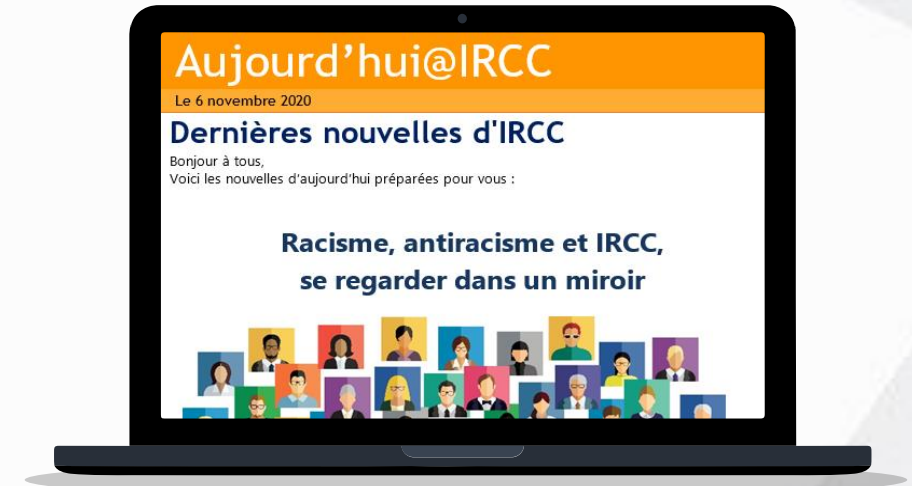 Aujourd’hui@IRCC
Le 6 novembre 2020
Dernières nouvelles d'IRCC
Bonjour à tous,
Voici les nouvelles d’aujourd’hui préparées pour vous :
Racisme, antiracisme et IRCC,
se regarder dans un miroir